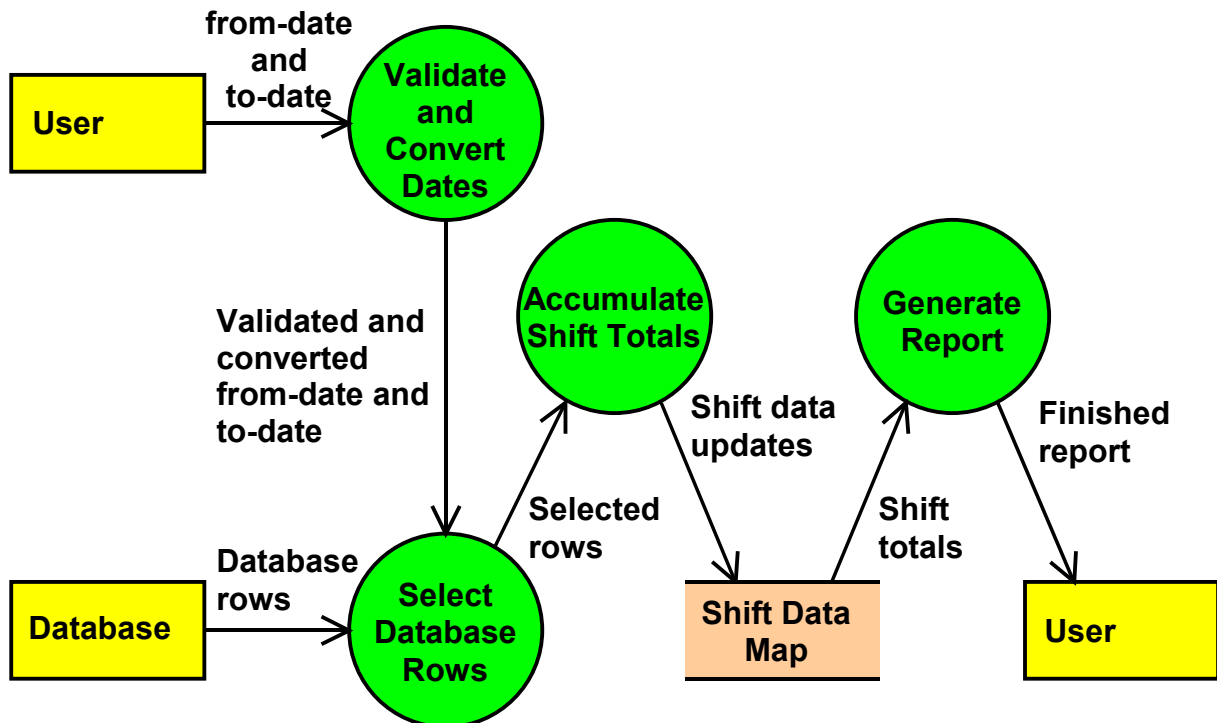 from-date
and
to-date
User
Validate
and
Convert
Dates
Validated and
converted
from-date and
to-date
Accumulate
Shift Totals
Generate
Report
Shift data
updates
Finished
report
Selected
rows
Shift
totals
Database
rows
Database
Select
Database
Rows
Shift Data
Map
User